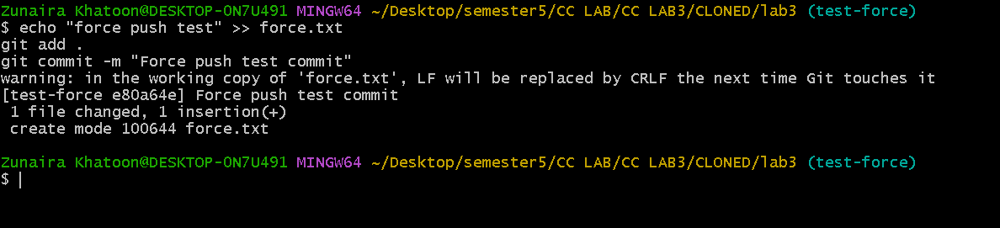 Zunaira Khatoon@DESKTOP-0N7U491 MINGW64 ~/Desktop/semester5/CC LAB/CC LAB3/CLONED/lab3 (test-force)
$ echo "force push test" >> force.txt
git add .
git commit -m "Force push test commit"
warning: in the working copy of 'force.txt', LF will be replaced by CRLF the next time Git touches it
[test-force e80a64e] Force push test commit
 1 file changed, 1 insertion(+)
 create mode 100644 force.txt
Zunaira Khatoon@DESKTOP-0N7U491 MINGW64 ~/Desktop/semester5/CC LAB/CC LAB3/CLONED/lab3 (test-force)
$